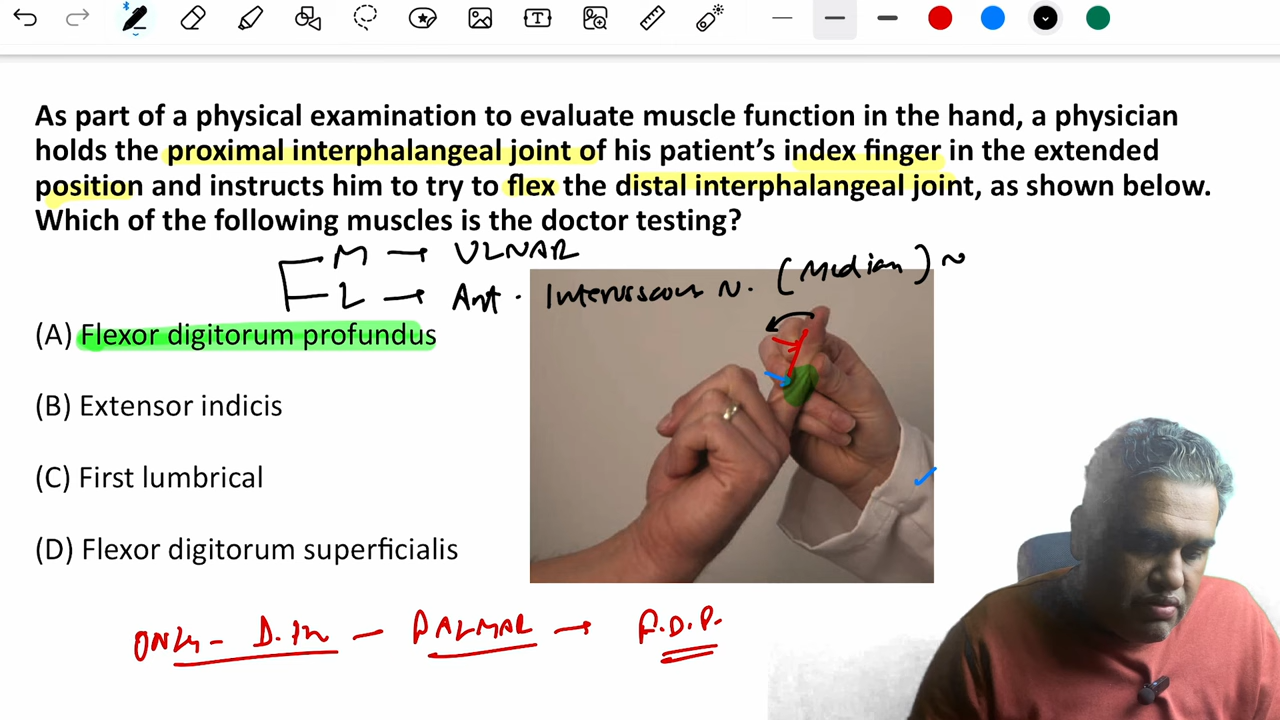 As part of a physical examination to evaluate muscle function in the hand, a physician
holds the proximal interphalangeal joint of his patient’s index finger in the extended
position and instructs him to try to flex the distal interphalangeal joint, as shown below.
Which of the following muscles is the doctor testing?
M → ULNAR
L → Ant. Interosseous N. (Median) N
(A) Flexor digitorum profundus
(B) Extensor indicis
(C) First lumbrical
(D) Flexor digitorum superficialis
ONLY - D. - PALMAR → F.D.P.